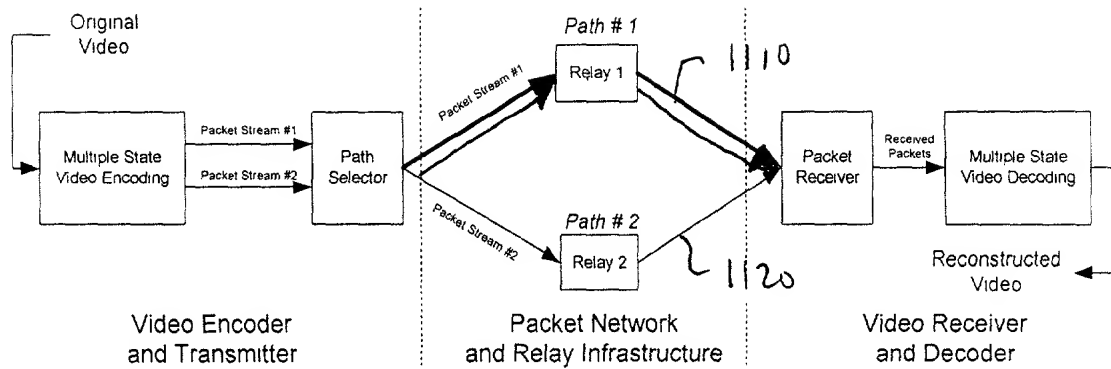 Original
Video
Multiple State
Video Encoding
Packet Stream #1
Packet Stream #2
Path
Selector
Packet Stream #1
Packet Stream #2
Path # 1
Relay 1
1110
Path # 2
Relay 2
1120
Packet
Receiver
Received
Packets
Multiple State
Video Decoding
Reconstructed
Video
Video Encoder
and Transmitter
Packet Network
and Relay Infrastructure
Video Receiver
and Decoder